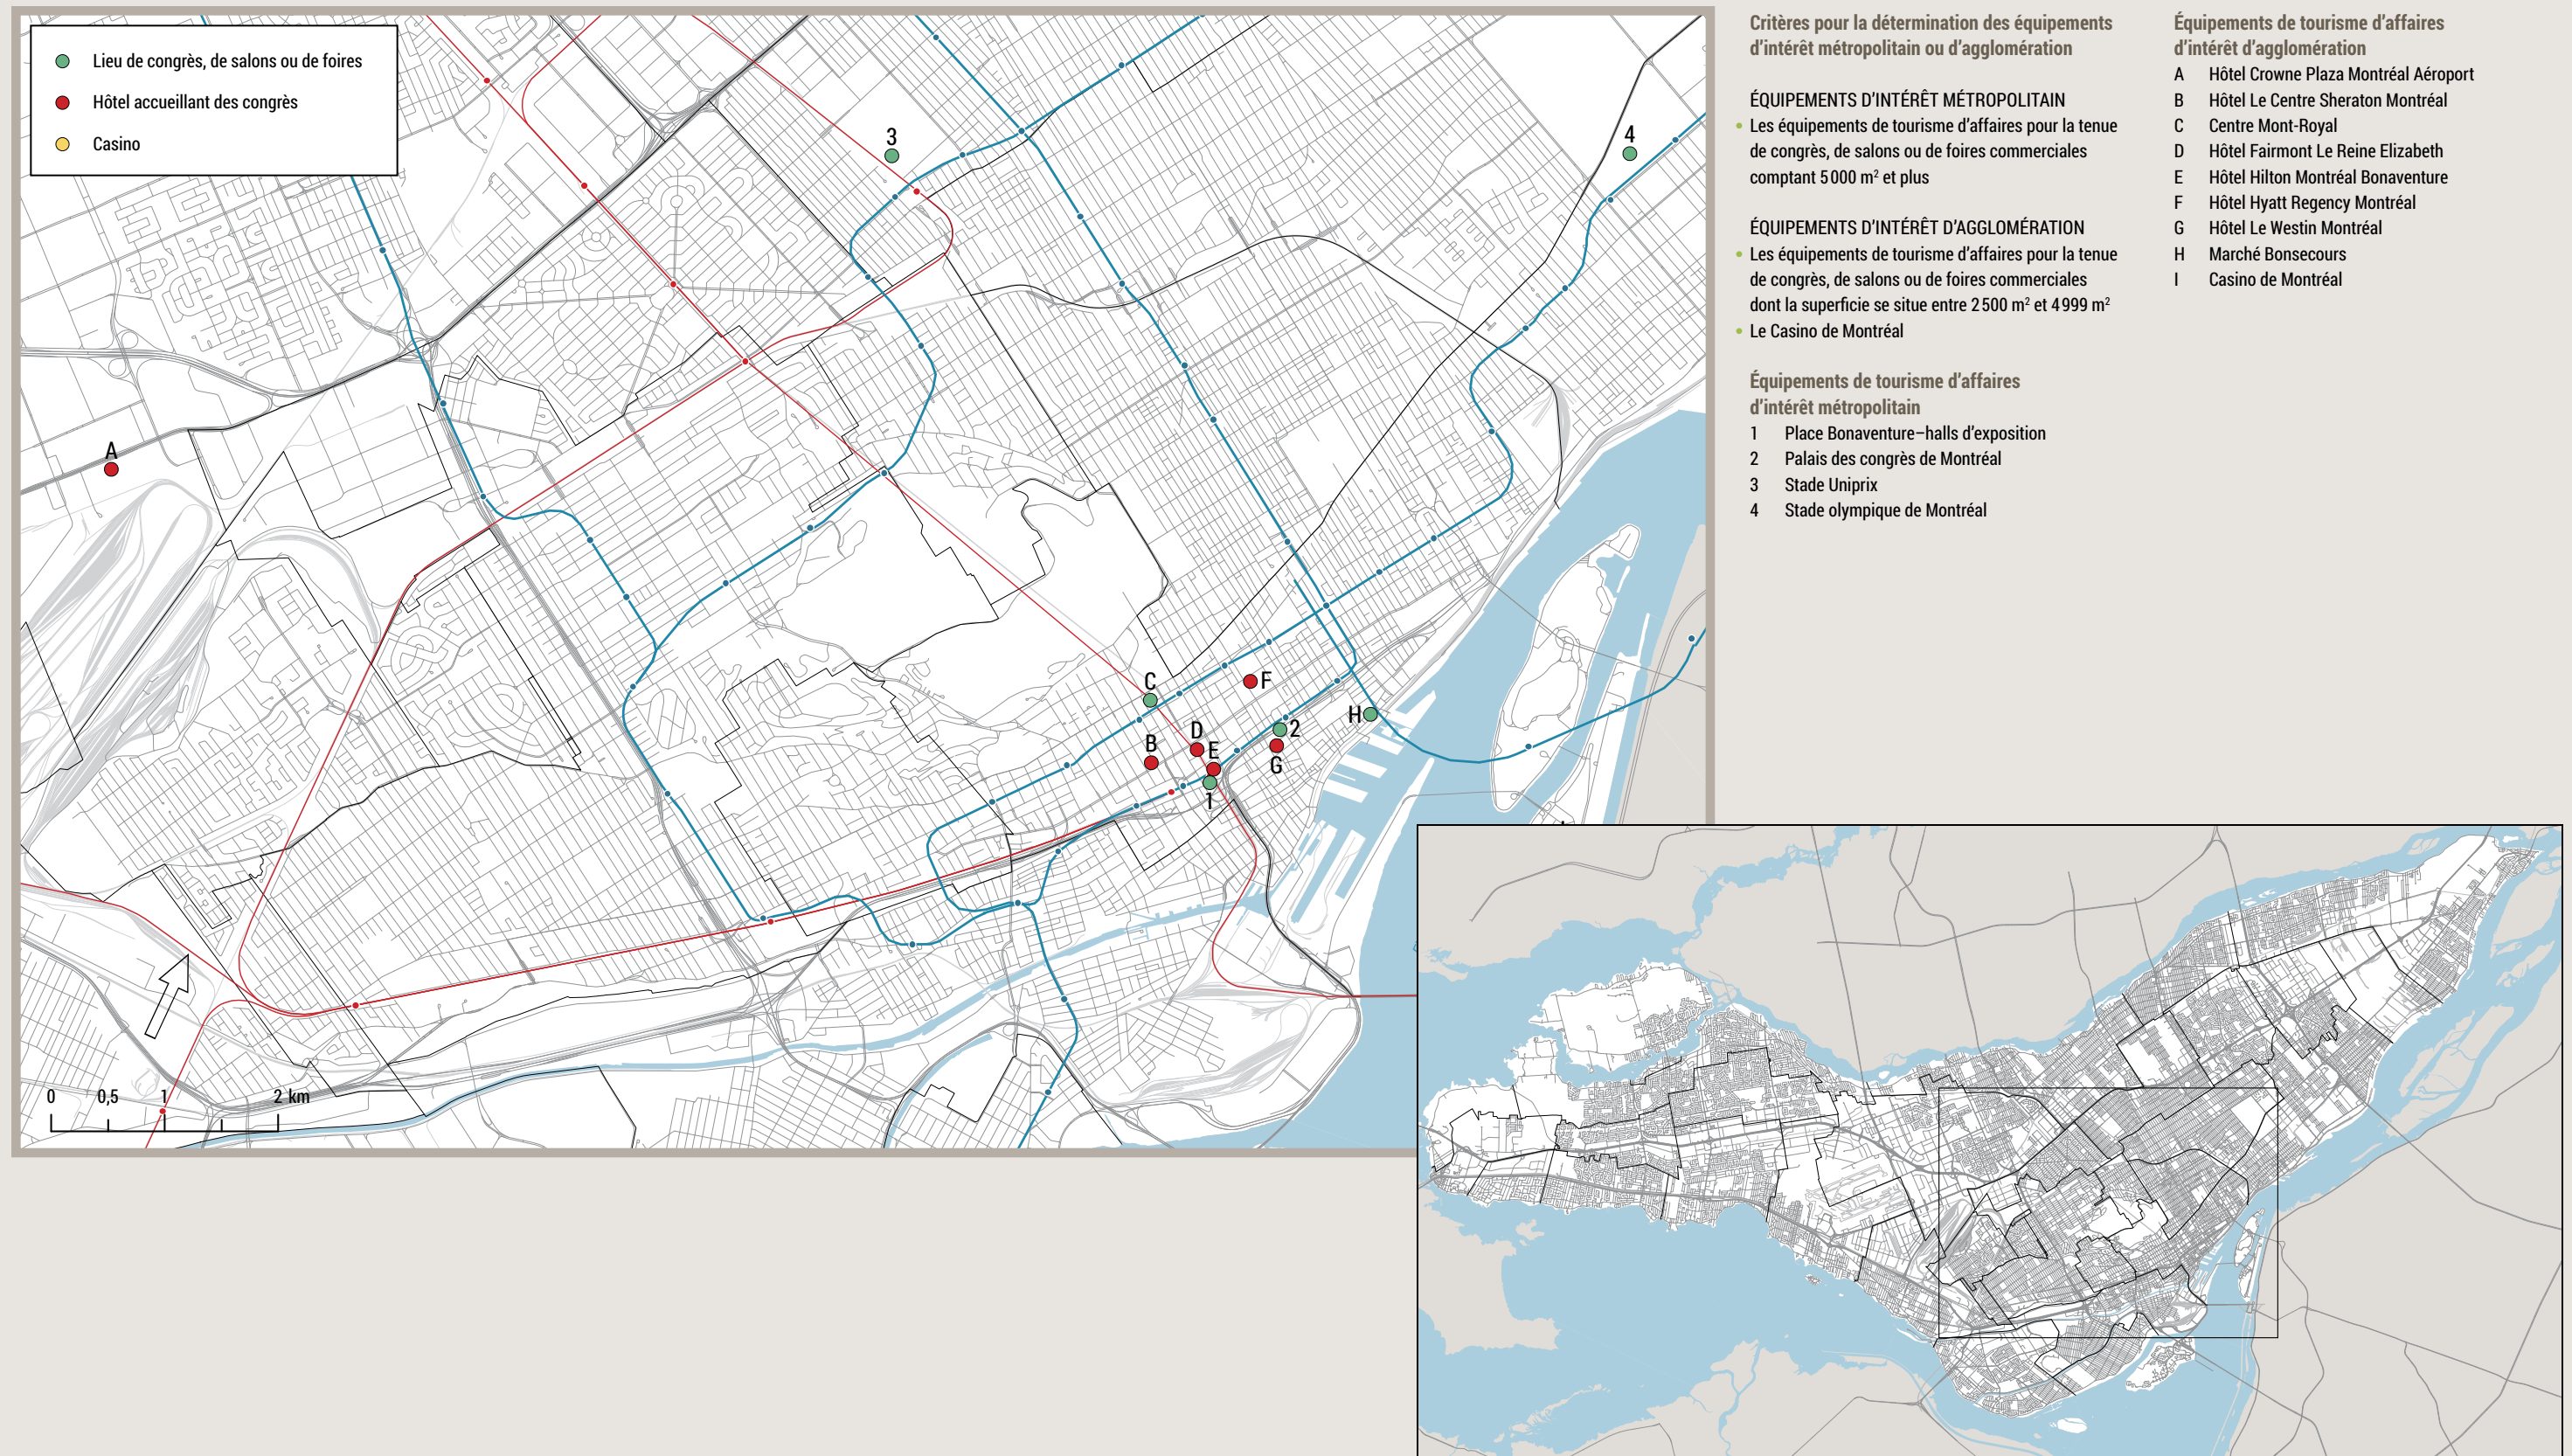 Lieu de congrès, de salons ou de foires
Hôtel accueillant des congrès
Casino
3
4
A
C
F
H
D
2
B
E
G
1
0 0,5 1 2 km
Critères pour la détermination des équipements
d'intérêt métropolitain ou d'agglomération
ÉQUIPEMENTS D'INTÉRÊT MÉTROPOLITAIN
• Les équipements de tourisme d'affaires pour la tenue
de congrès, de salons ou de foires commerciales
comptant 5 000 m² et plus
ÉQUIPEMENTS D'INTÉRÊT D'AGGLOMÉRATION
• Les équipements de tourisme d'affaires pour la tenue
de congrès, de salons ou de foires commerciales
dont la superficie se situe entre 2 500 m² et 4 999 m²
• Le Casino de Montréal
Équipements de tourisme d'affaires
d'intérêt métropolitain
1 Place Bonaventure–halls d'exposition
2 Palais des congrès de Montréal
3 Stade Uniprix
4 Stade olympique de Montréal
Équipements de tourisme d'affaires
d'intérêt d'agglomération
A Hôtel Crowne Plaza Montréal Aéroport
B Hôtel Le Centre Sheraton Montréal
C Centre Mont-Royal
D Hôtel Fairmont Le Reine Elizabeth
E Hôtel Hilton Montréal Bonaventure
F Hôtel Hyatt Regency Montréal
G Hôtel Le Westin Montréal
H Marché Bonsecours
I Casino de Montréal